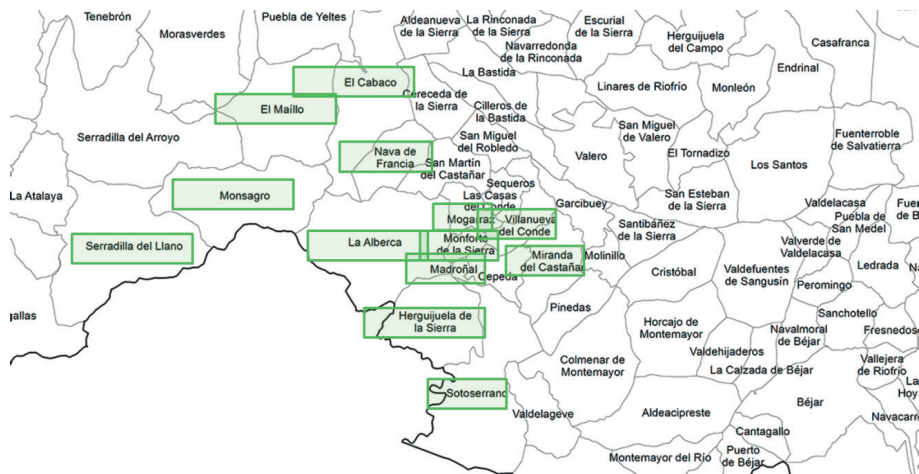 Tenebrón
Puebla de Yeltes
Morasverdes
Aldeanueva
de la Sierra
La Rinconada
de la Sierra
Escurial
de la Sierra
Navarredonda
de la Rinconada
Herguijuela
del Campo
Casafranca
Endrinal
La Bastida
El Cabaco
Cereceda de
la Sierra
Linares de Riofrío
Monleón
El Maíllo
Cilleros de
la Bastida
Serradilla del Arroyo
San Miguel
del Robledo
San Miguel
de Valero
Fuenterroble
de Salvatierra
Nava de
Francia
San Martín
del Castañar
Valero
El Tornadizo
Los Santos
La Atalaya
Monsagro
Sequeros
Las Casas
del Conde
Garcibuey
San Esteban
de la Sierra
Valdelacasa
Mogarraz
Villanueva
del Conde
Santibáñez
de la Sierra
Puebla de
San Medel
Serradilla del Llano
La Alberca
Monforte
de la Sierra
Miranda
del Castañar
Molinillo
Valverde de
Valdelacasa
Ledrada
Madroñal
Cepeda
Cristóbal
Valdefuentes
de Sangusín
Peromingo
gallas
Herguijuela de
la Sierra
Pinedas
Horcajo de
Montemayor
Sanchotello
Navalmoral
de Béjar
Fresnedos
Valdehijaderos
Colmenar de
Montemayor
La Calzada de Béjar
Vallejera
de Riofrío
Sotoserrano
Valdelageve
Aldeacipreste
Béjar
La
Hoy
Navacarr
Cantagallo
Montemayor del Río
Puerto
de Béjar